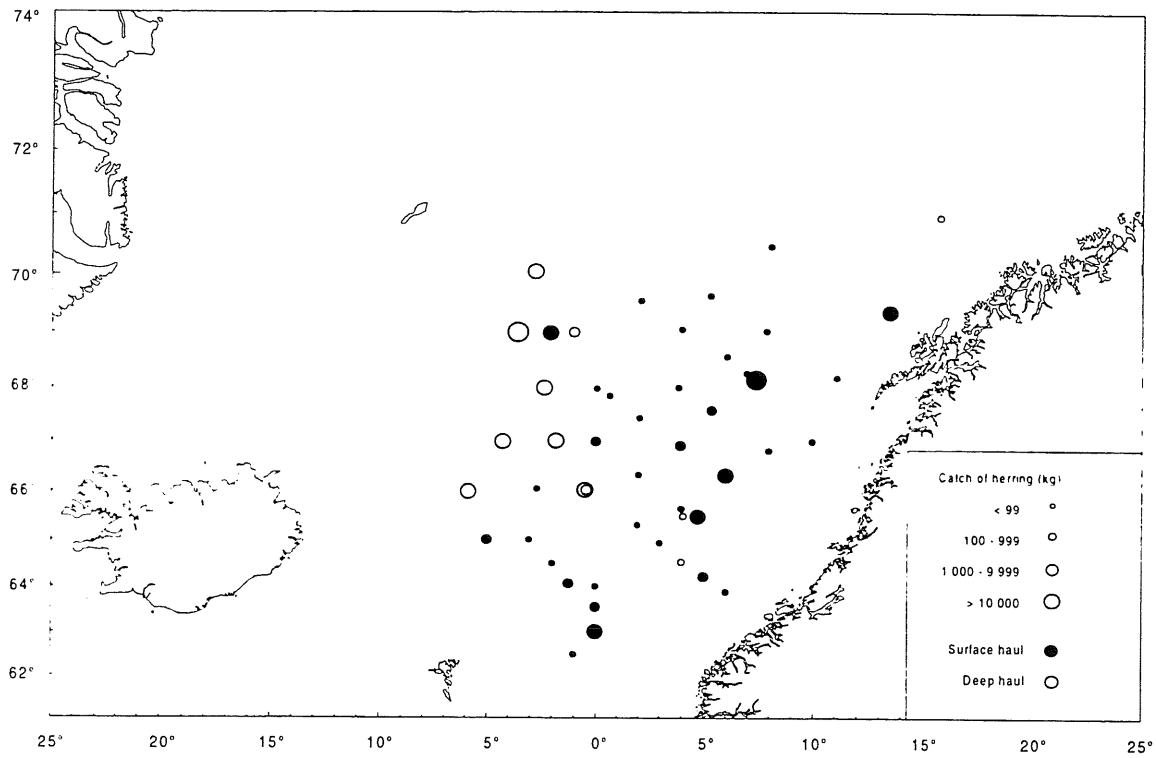 74°
72°
70°
68
66
64
62
Catch of herring (kg)
< 99
100 - 999
1 000 - 9 999
> 10 000
Surface haul
Deep haul
25° 20° 15° 10° 5° 0° 5° 10° 15° 20° 25°